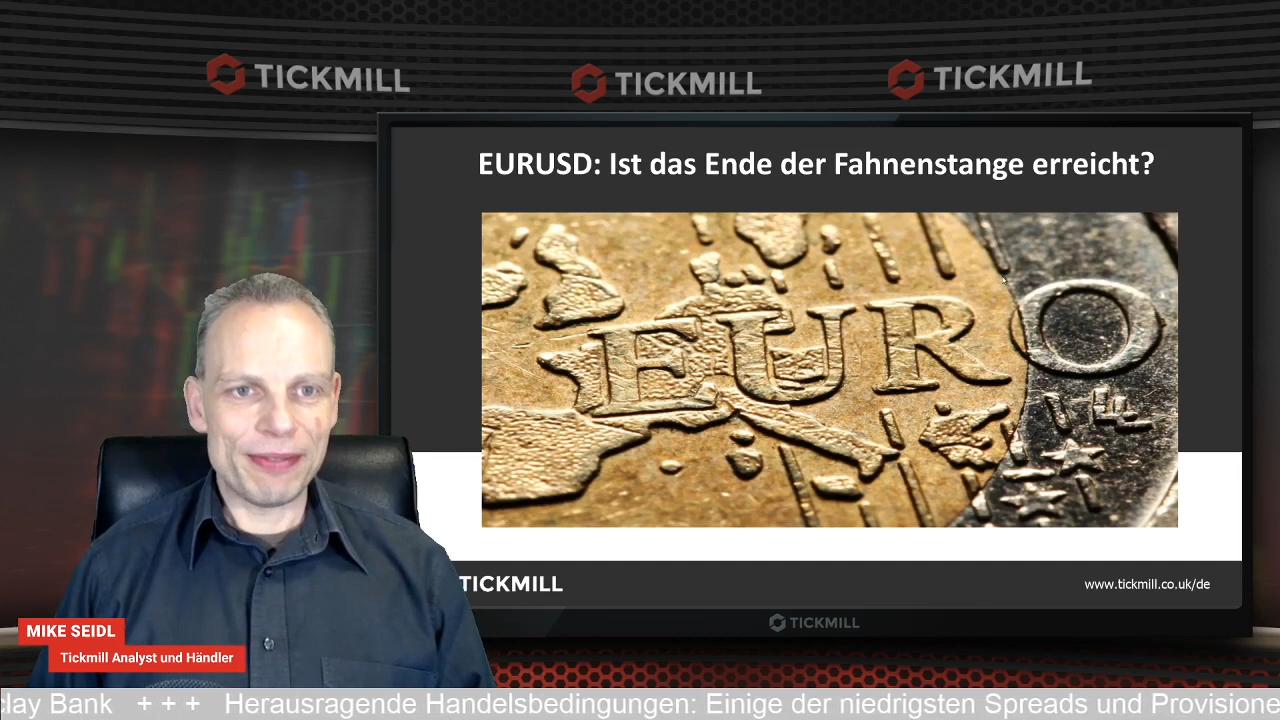 TICKMILL
TICKMILL
TICKMILL
EURUSD: Ist das Ende der Fahnenstange erreicht?
EURO
TICKMILL
www.tickmill.co.uk/de
TICKMILL
MIKE SEIDL
Tickmill Analyst und Händler
clay Bank + + + Herausragende Handelsbedingungen: Einige der niedrigsten Spreads und Provisione